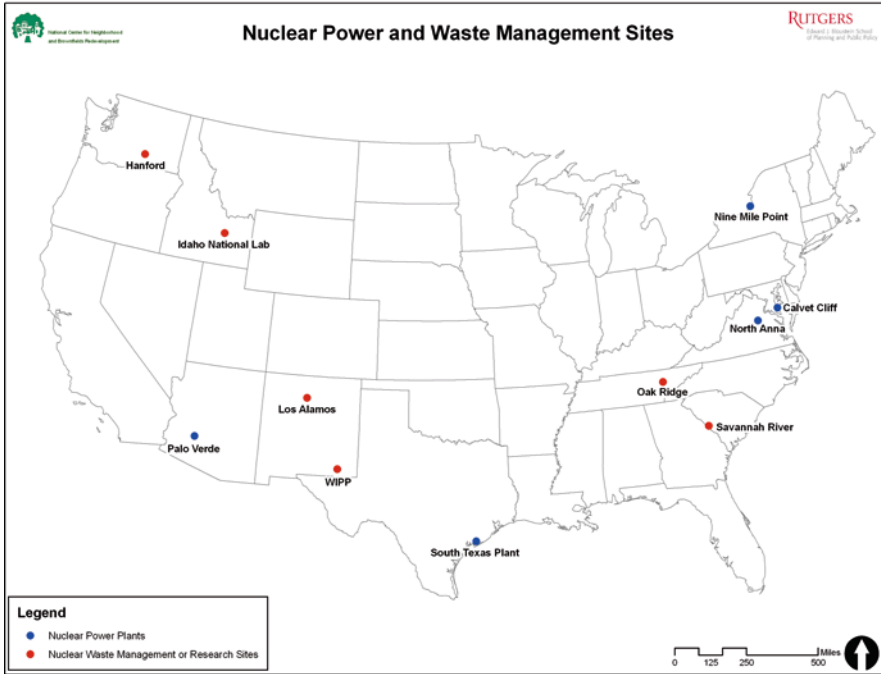 National Center for Neighborhood
and Brownfields Redevelopment
Nuclear Power and Waste Management Sites
RUTGERS
Edward J. Bloustein School
of Planning and Public Policy
Hanford
Idaho National Lab
Nine Mile Point
Calvet Cliff
North Anna
Oak Ridge
Los Alamos
Savannah River
Palo Verde
WIPP
South Texas Plant
Legend
Nuclear Power Plants
Nuclear Waste Management or Research Sites
Miles
0 125 250 500